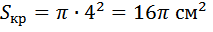 Sкр = π · 4² = 16π см²